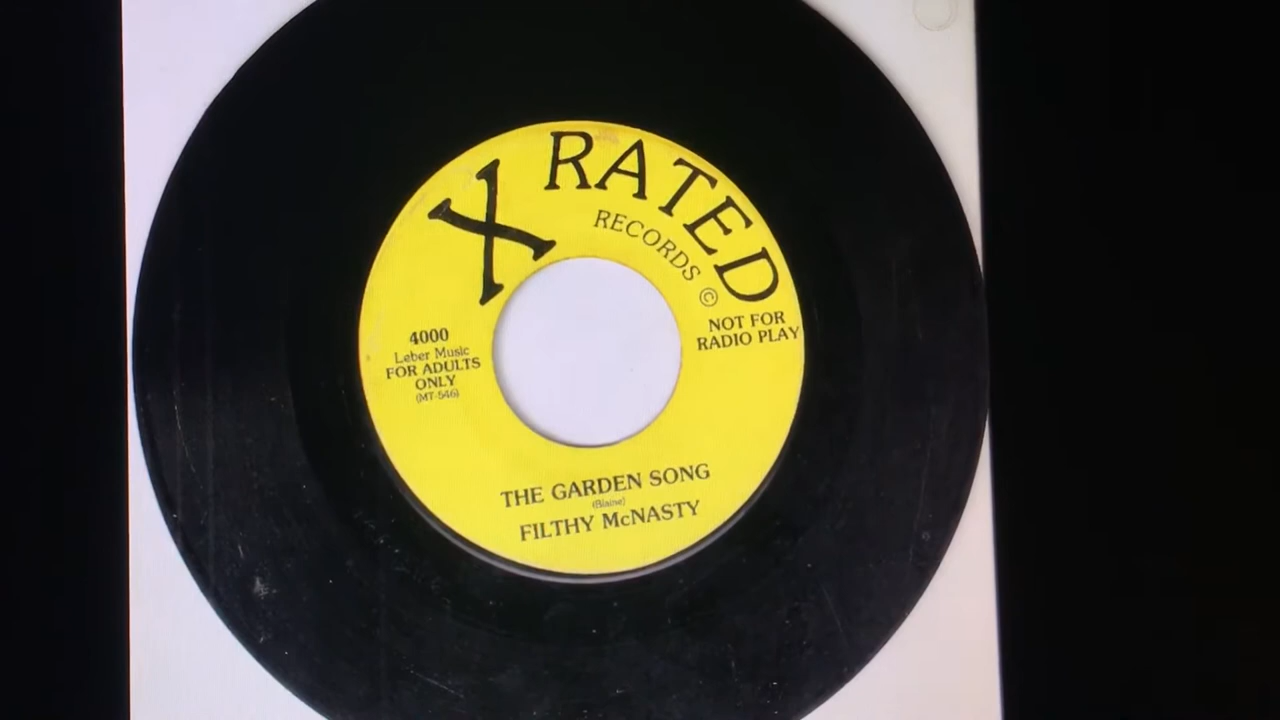 X RATED
RECORDS ©
4000
Leber Music
FOR ADULTS
ONLY
(MT-546)
NOT FOR
RADIO PLAY
THE GARDEN SONG
(Blaine)
FILTHY McNASTY